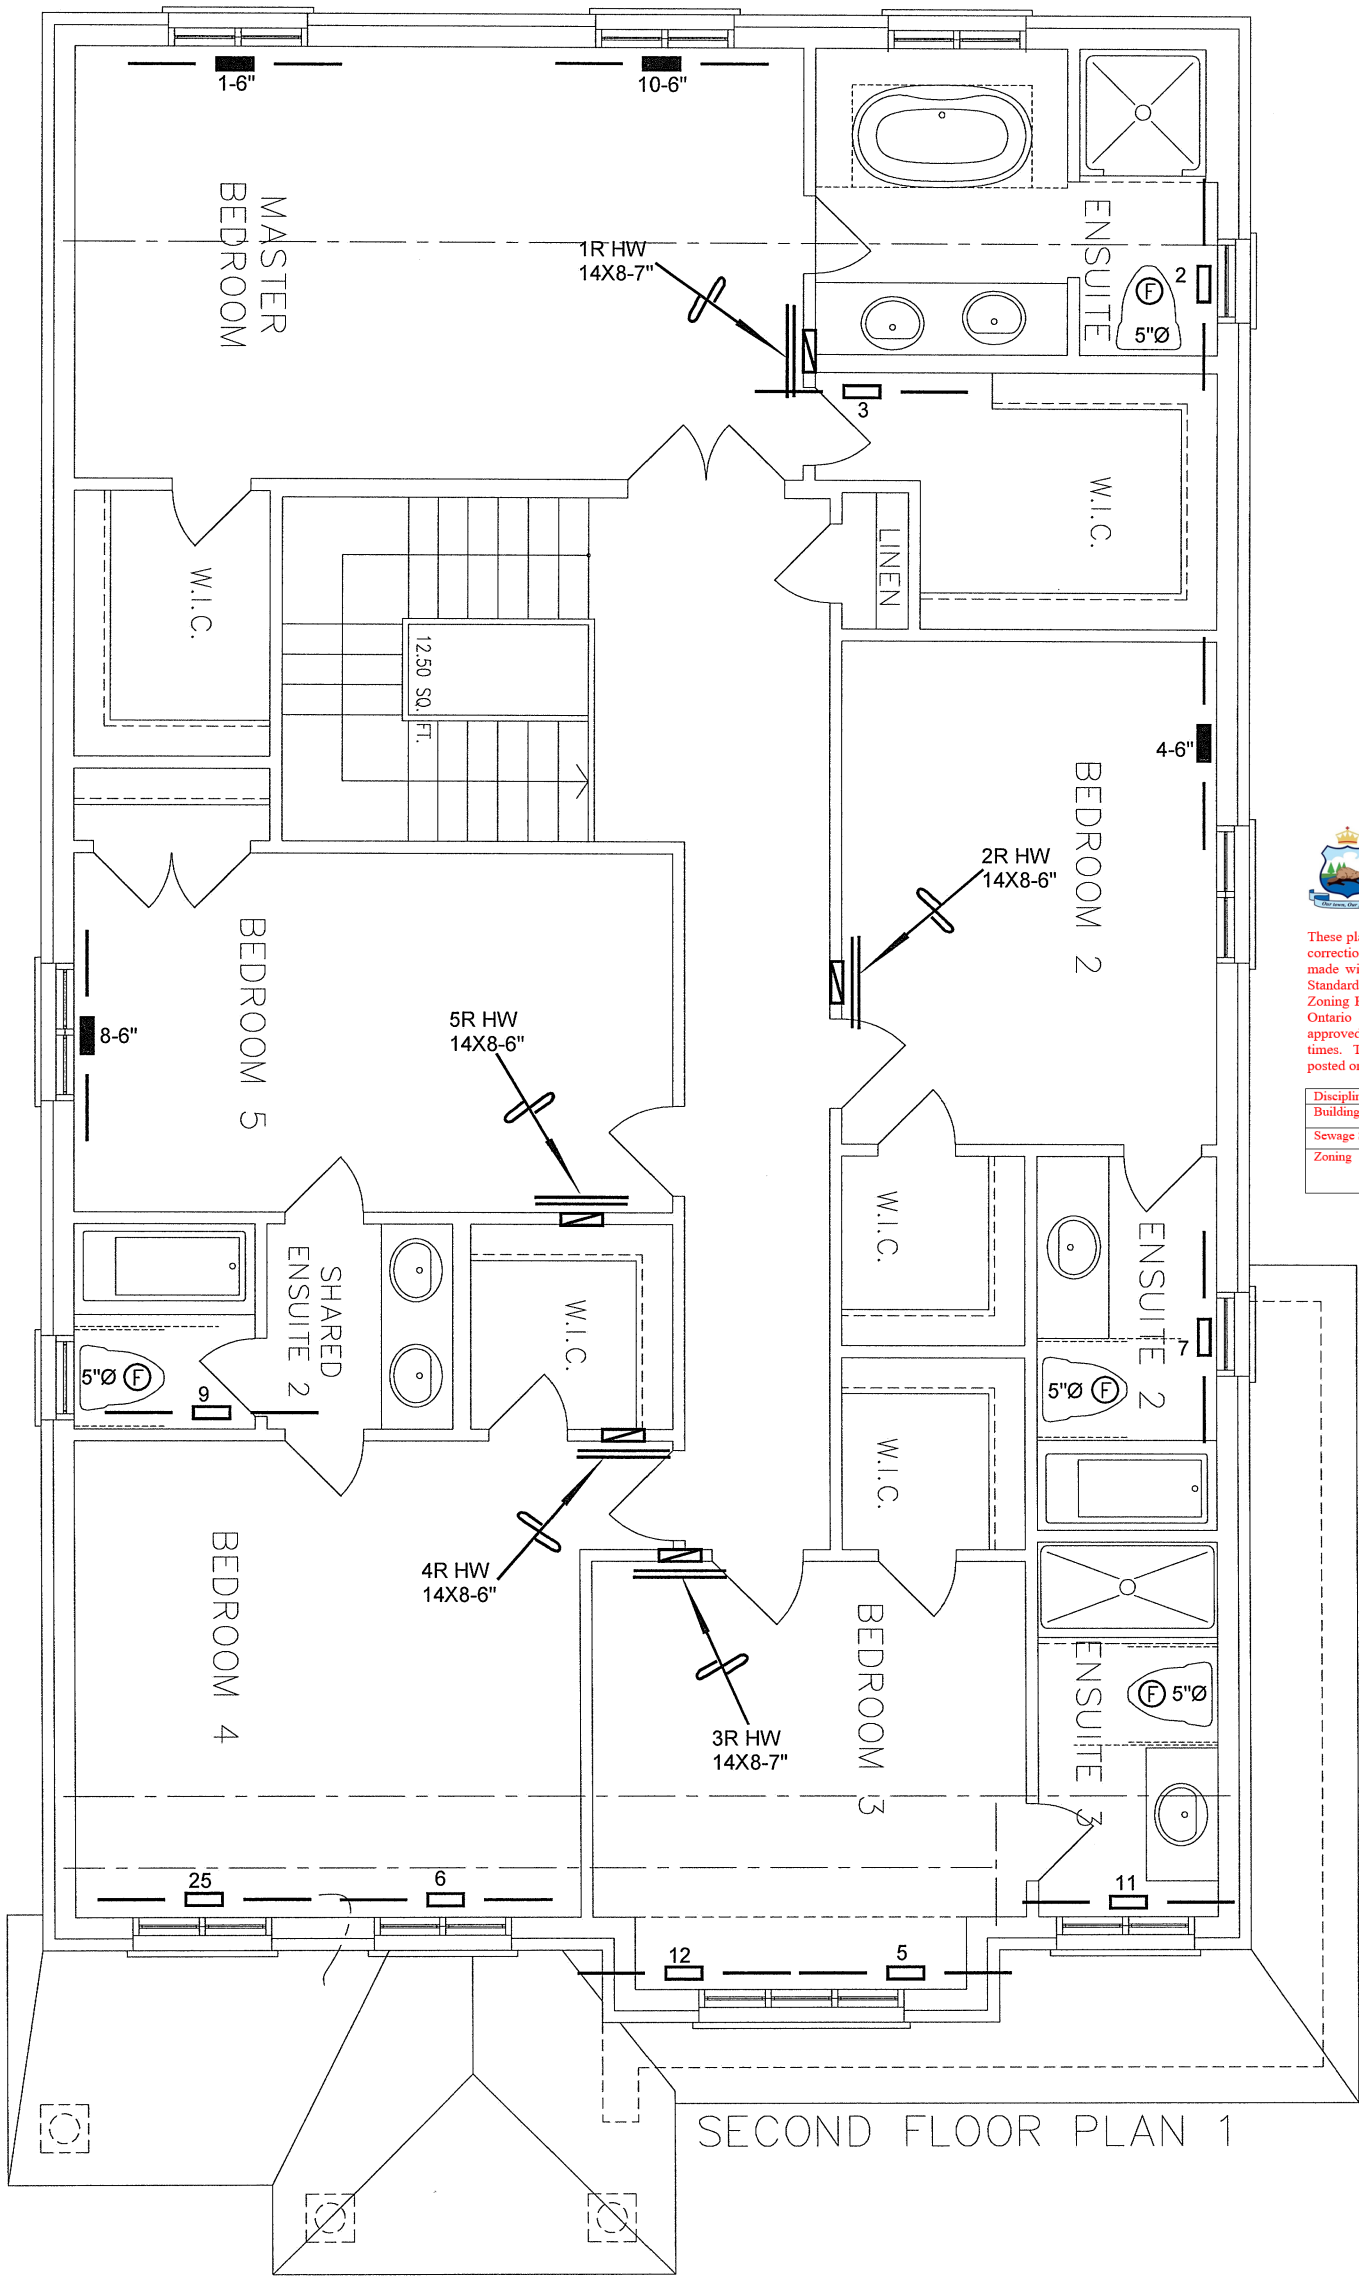 1-6"
10-6"
MASTER
BEDROOM
1R HW
14X8-7"
ENSUITE
2
F
5"Ø
3
W.I.C.
LINEN
W.I.C.
12.50 SQ. FT.
4-6"
BEDROOM 2
2R HW
14X8-6"
BEDROOM 5
8-6"
5R HW
14X8-6"
These
correctio
made wi
Standard
Zoning
Ontario
approved
times.
posted
Building
Sewage
Zoning
W.I.C.
ENSUITE 2
7
5"Ø F
SHARED
ENSUITE 2
W.I.C.
5"Ø F
9
W.I.C.
4R HW
14X8-6"
BEDROOM 4
3R HW
14X8-7"
BEDROOM 3
ENSUITE 3
F 5"Ø
25
6
11
12
5
SECOND FLOOR PLAN 1